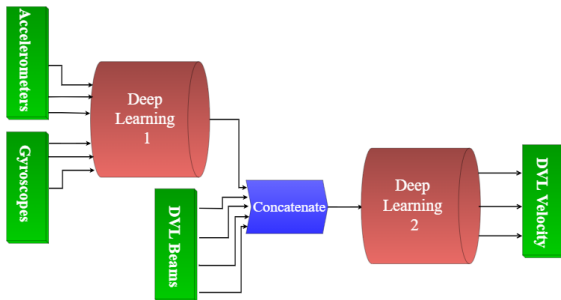 Accelerometers
Gyroscopes
Deep
Learning
1
DVL Beams
Concatenate
Deep
Learning
2
DVL Velocity